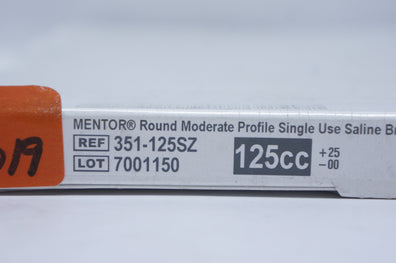 MENTOR® Round Moderate Profile Single Use Saline
REF 351-125SZ
LOT 7001150
125cc +25 -00